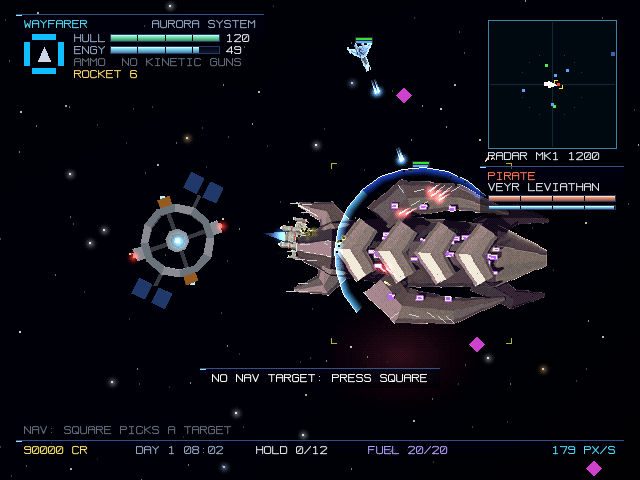 WAYFARER AURORA SYSTEM
HULL 120
ENGY 49
AMMO NO KINETIC GUNS
ROCKET 6
RADAR MK1 1200
PIRATE
VEYR LEVIATHAN
NO NAV TARGET: PRESS SQUARE
NAV: SQUARE PICKS A TARGET
90000 CR DAY 1 08:02 HOLD 0/12 FUEL 20/20 179 PX/S